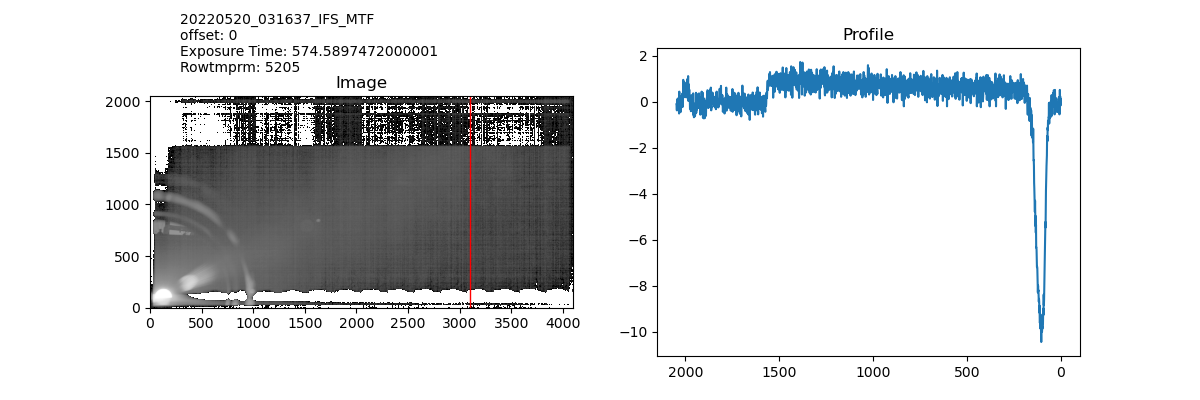 20220520_031637_IFS_MTF
offset: 0
Exposure Time: 574.5897472000001
Rowtmprm: 5205
Image
2000
1500
1000
500
0
0 500 1000 1500 2000 2500 3000 3500 4000
Profile
2
0
−2
−4
−6
−8
−10
2000 1500 1000 500 0